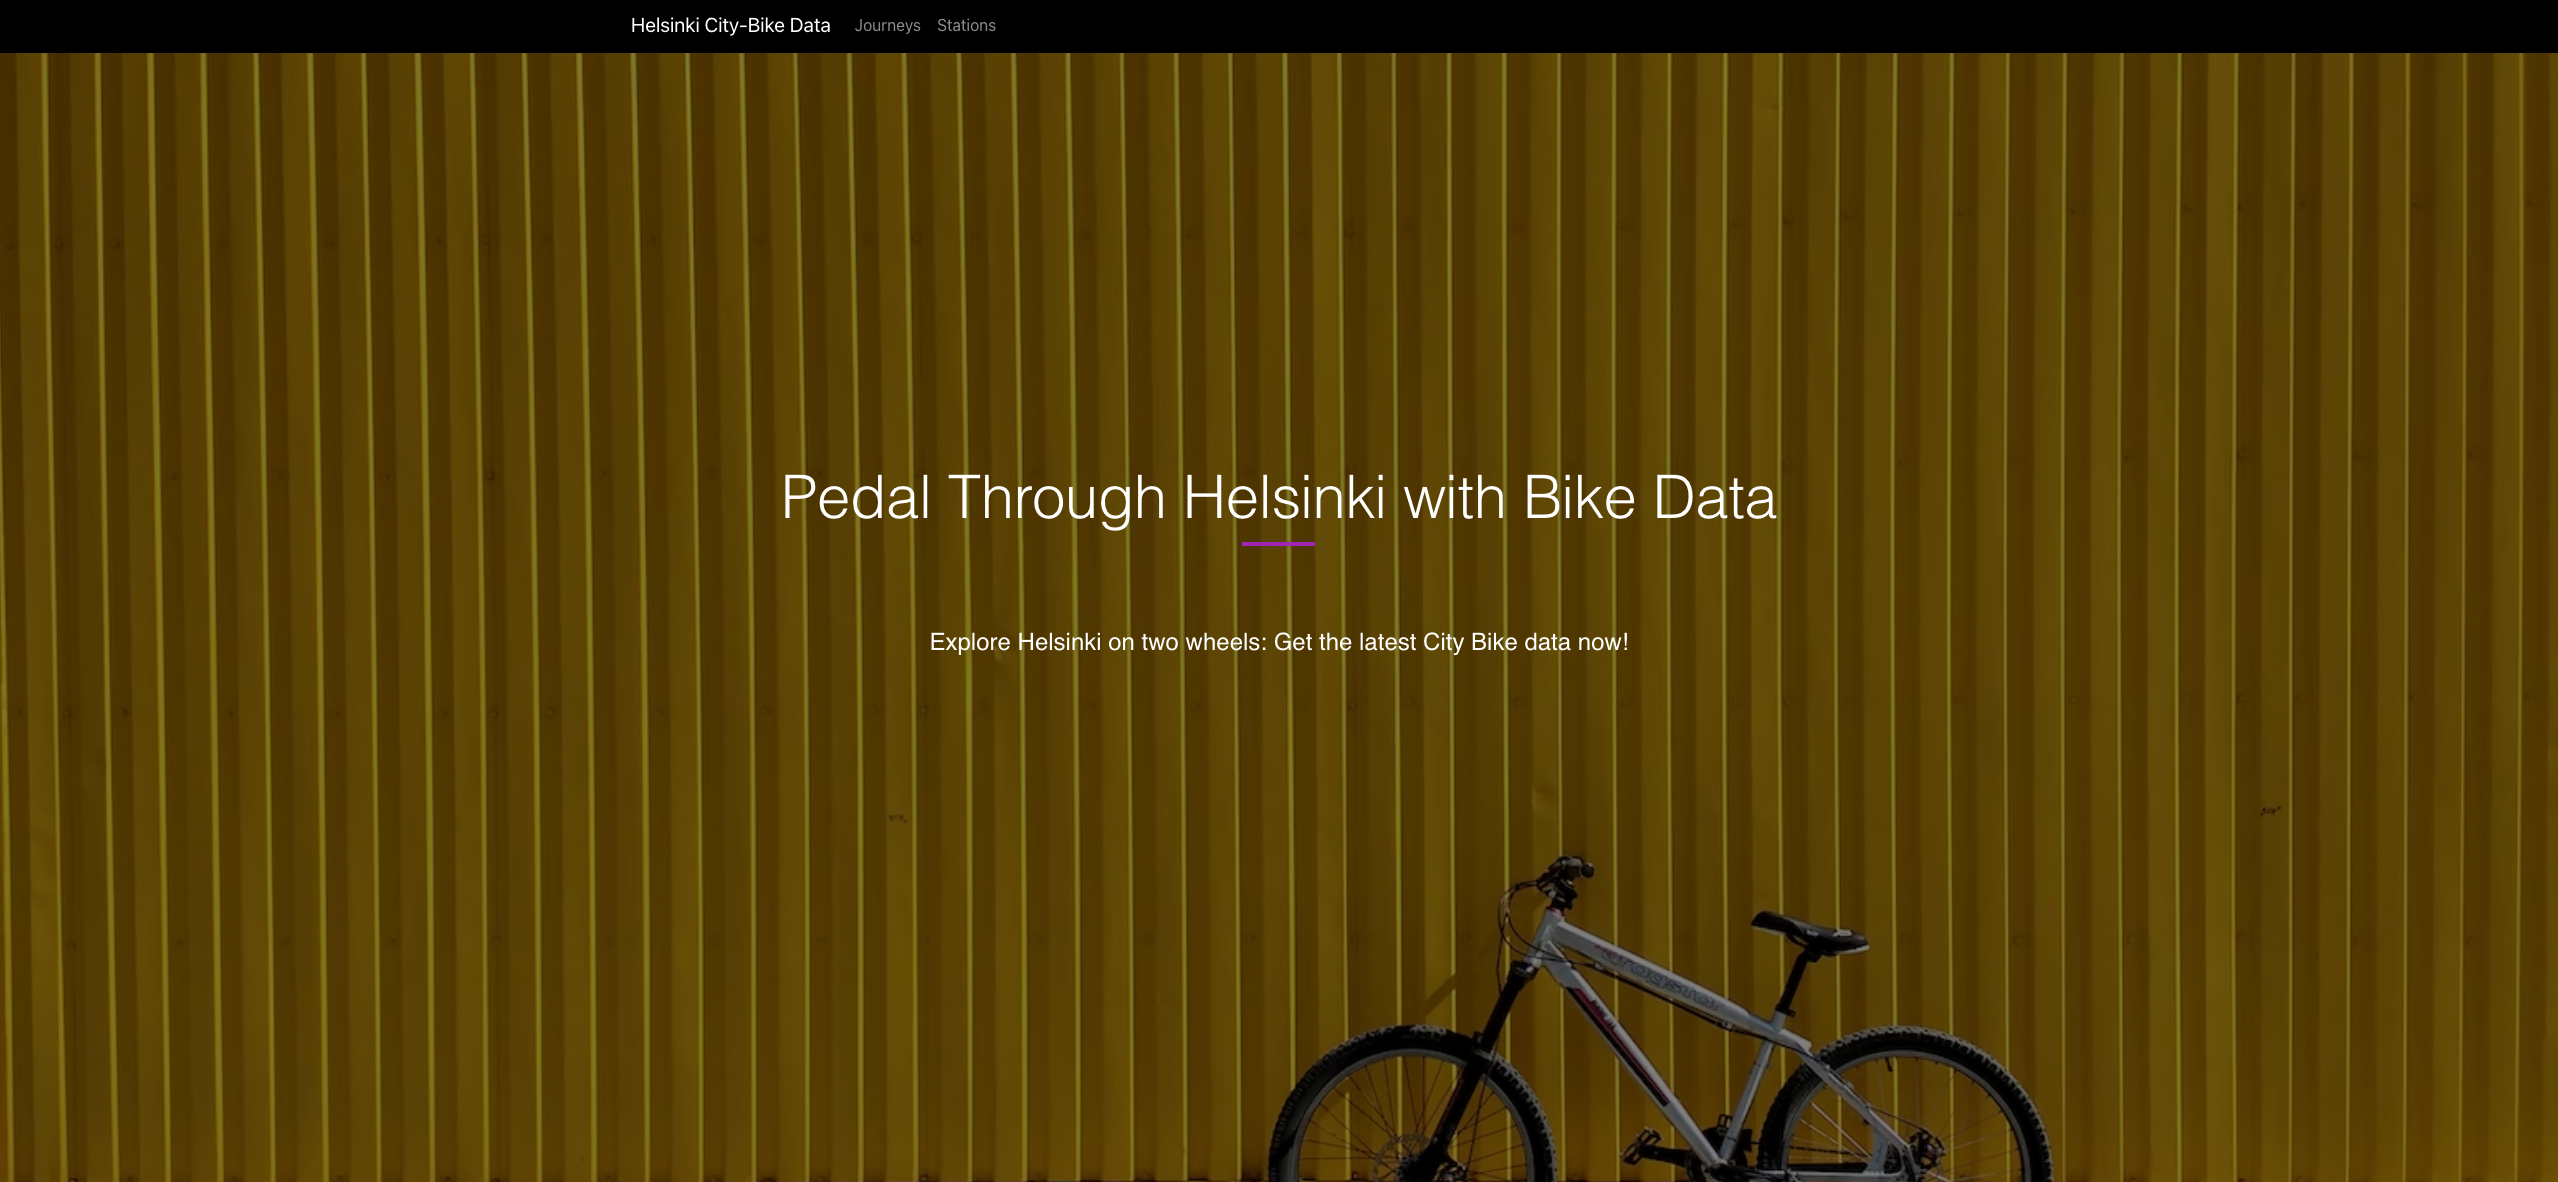 Helsinki City-Bike Data Journeys Stations
Pedal Through Helsinki with Bike Data
Explore Helsinki on two wheels: Get the latest City Bike data now!